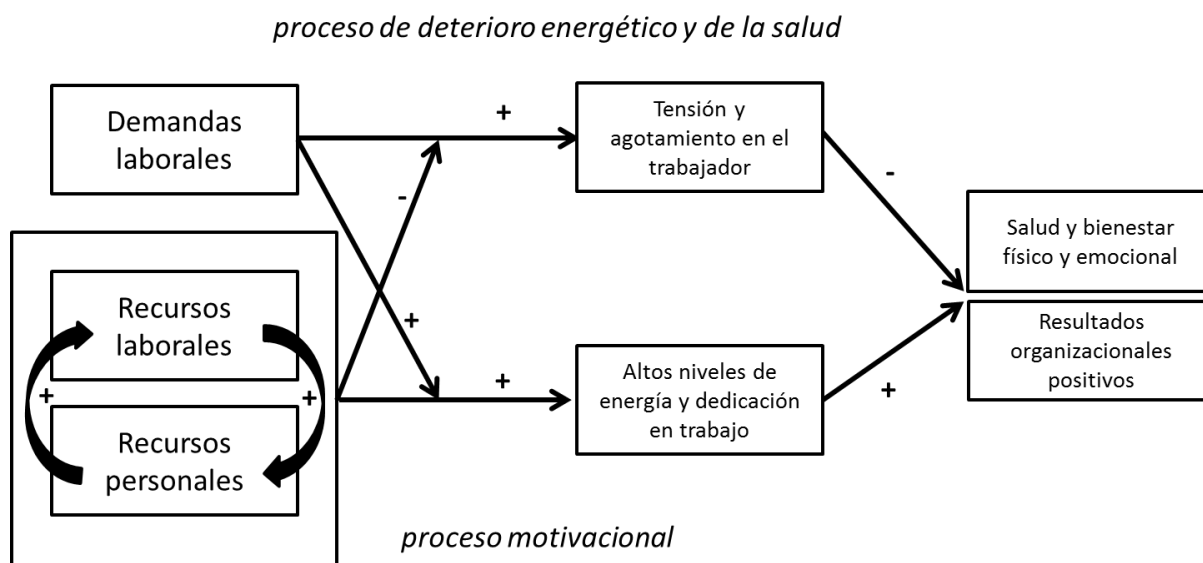 proceso de deterioro energético y de la salud
Demandas
laborales
+
Tensión y
agotamiento en el
trabajador
-
-
Salud y bienestar
físico y emocional
Recursos
laborales
+
Resultados
organizacionales
positivos
+
+
+
Altos niveles de
energía y dedicación
en trabajo
+
Recursos
personales
proceso motivacional